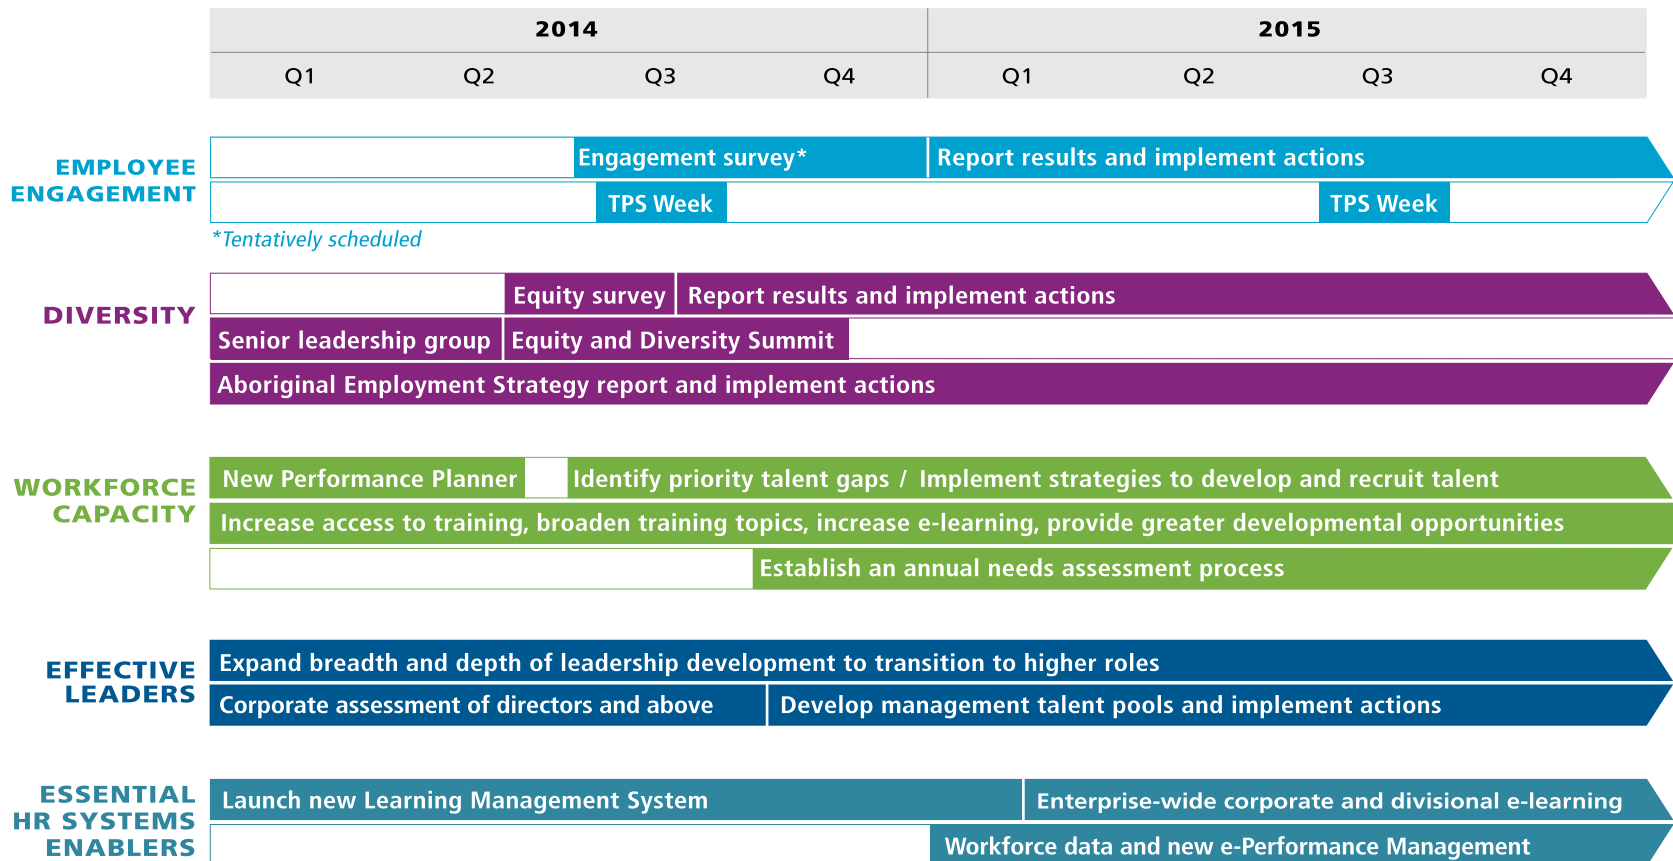 2014 2015
Q1 Q2 Q3 Q4 Q1 Q2 Q3 Q4
EMPLOYEE
ENGAGEMENT
Engagement survey* Report results and implement actions
TPS Week TPS Week
*Tentatively scheduled
DIVERSITY
Equity survey Report results and implement actions
Senior leadership group Equity and Diversity Summit
Aboriginal Employment Strategy report and implement actions
WORKFORCE
CAPACITY
New Performance Planner Identify priority talent gaps / Implement strategies to develop and recruit talent
Increase access to training, broaden training topics, increase e-learning, provide greater developmental opportunities
Establish an annual needs assessment process
EFFECTIVE
LEADERS
Expand breadth and depth of leadership development to transition to higher roles
Corporate assessment of directors and above Develop management talent pools and implement actions
ESSENTIAL
HR SYSTEMS
ENABLERS
Launch new Learning Management System Enterprise-wide corporate and divisional e-learning
Workforce data and new e-Performance Management